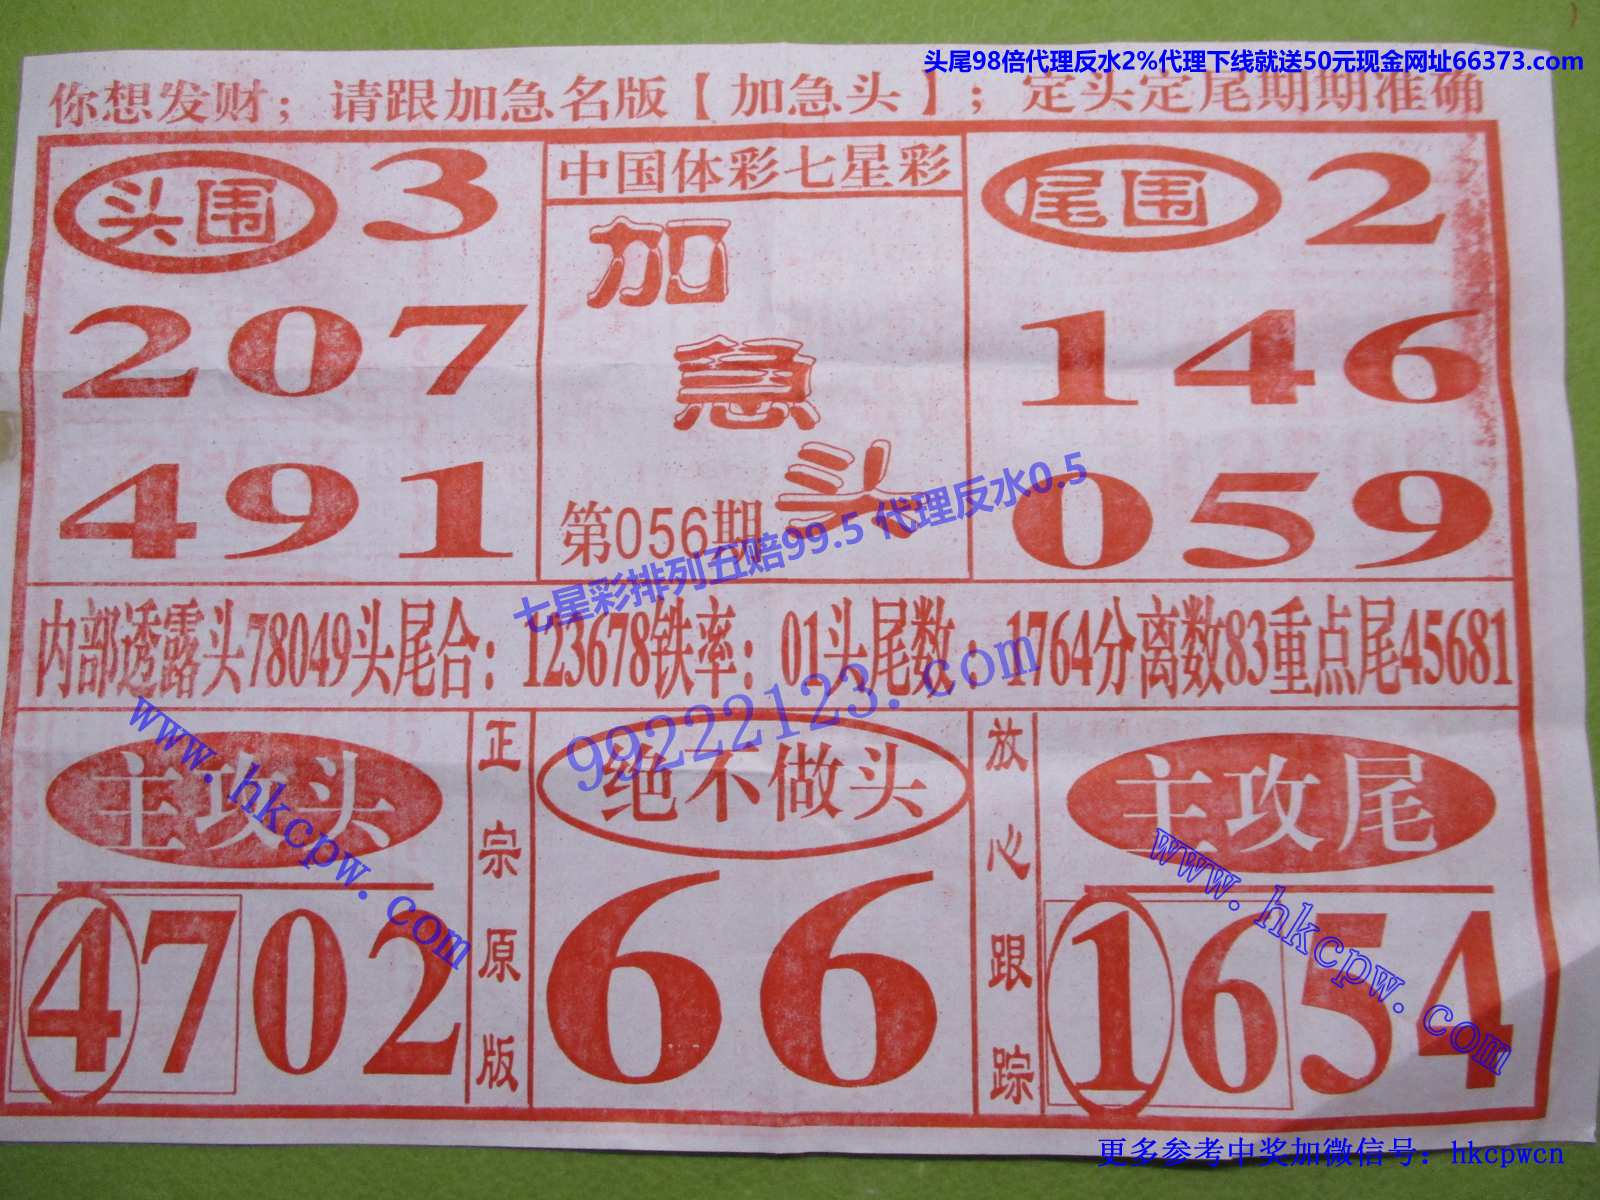 头尾98倍代理反水2%代理下线就送50元现金网址66373.com
你想发财；请跟加急名版【加急头】；定头定尾期期准确
头围 3
207
491
中国体彩七星彩
加
急
头
第056期
尾围 2
146
059
七星彩排列五赔99.5 代理反水0.5
内部透露头78049头尾合：123678铁率：01头尾数：1764分离数83重点尾45681
99222123.com
www.hkcpw.com
主攻头
4702
正宗原版
绝不做头
66
放心跟踪
主攻尾
1654
www.hkcpw.com
更多参考中奖加微信号：hkcpwcn